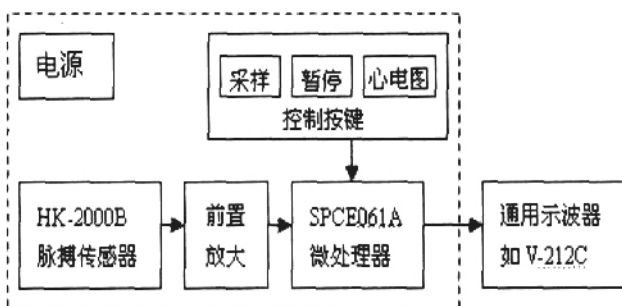 电源
采样 暂停 心电图
控制按键
HK-2000B
脉搏传感器
前置
放大
SPCE061A
微处理器
通用示波器
如 V-212C